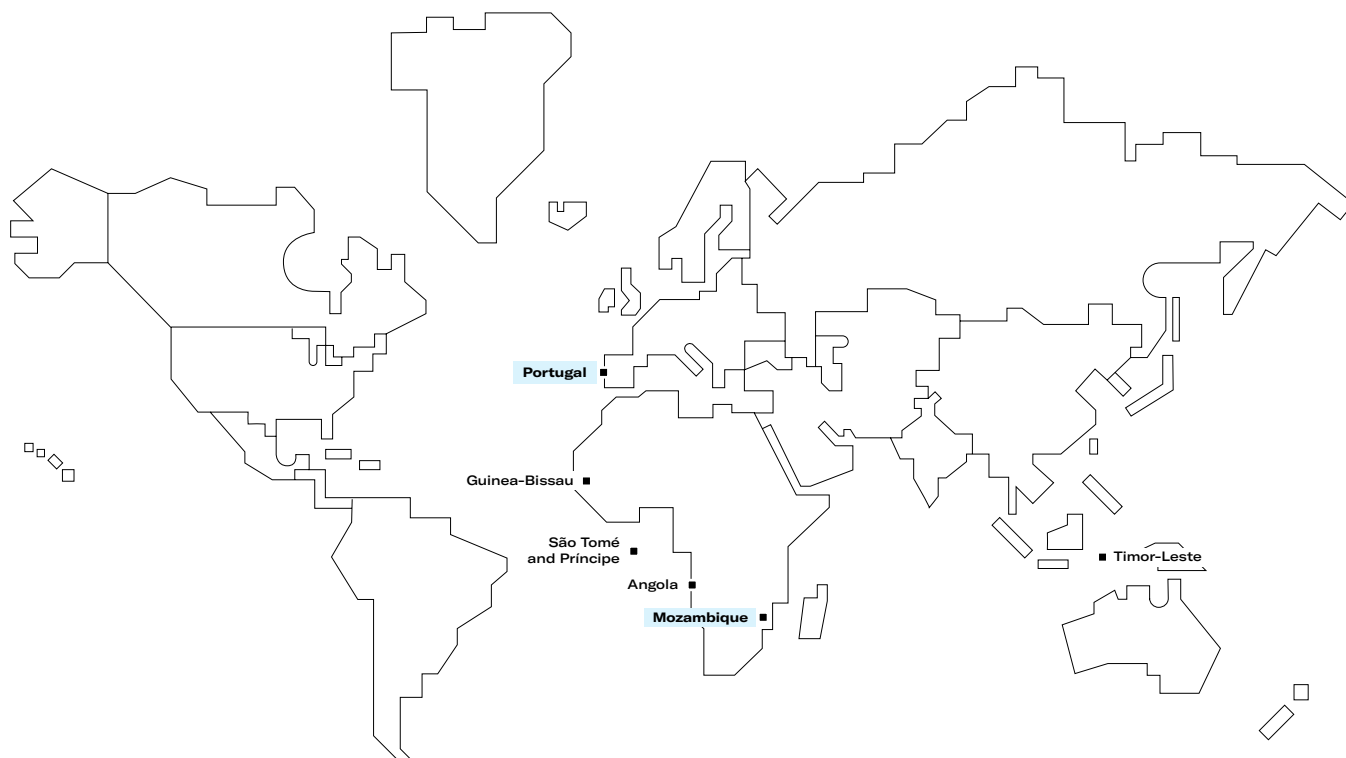 Portugal
Guinea-Bissau
São Tomé
and Príncipe
Timor-Leste
Angola
Mozambique